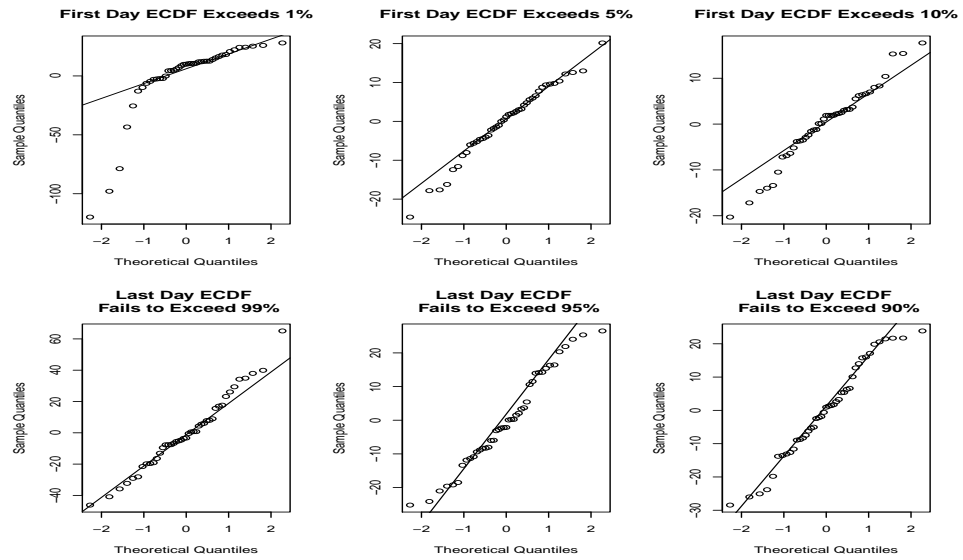 First Day ECDF Exceeds 1%
First Day ECDF Exceeds 5%
First Day ECDF Exceeds 10%
Sample Quantiles
0
−50
−100
−2 −1 0 1 2
Theoretical Quantiles
Sample Quantiles
20
10
0
−10
−20
−2 −1 0 1 2
Theoretical Quantiles
Sample Quantiles
10
0
−10
−20
−2 −1 0 1 2
Theoretical Quantiles
Last Day ECDF
Fails to Exceed 99%
Last Day ECDF
Fails to Exceed 95%
Last Day ECDF
Fails to Exceed 90%
Sample Quantiles
60
40
20
0
−20
−40
−2 −1 0 1 2
Theoretical Quantiles
Sample Quantiles
20
10
0
−10
−20
−2 −1 0 1 2
Theoretical Quantiles
Sample Quantiles
20
10
0
−10
−20
−30
−2 −1 0 1 2
Theoretical Quantiles